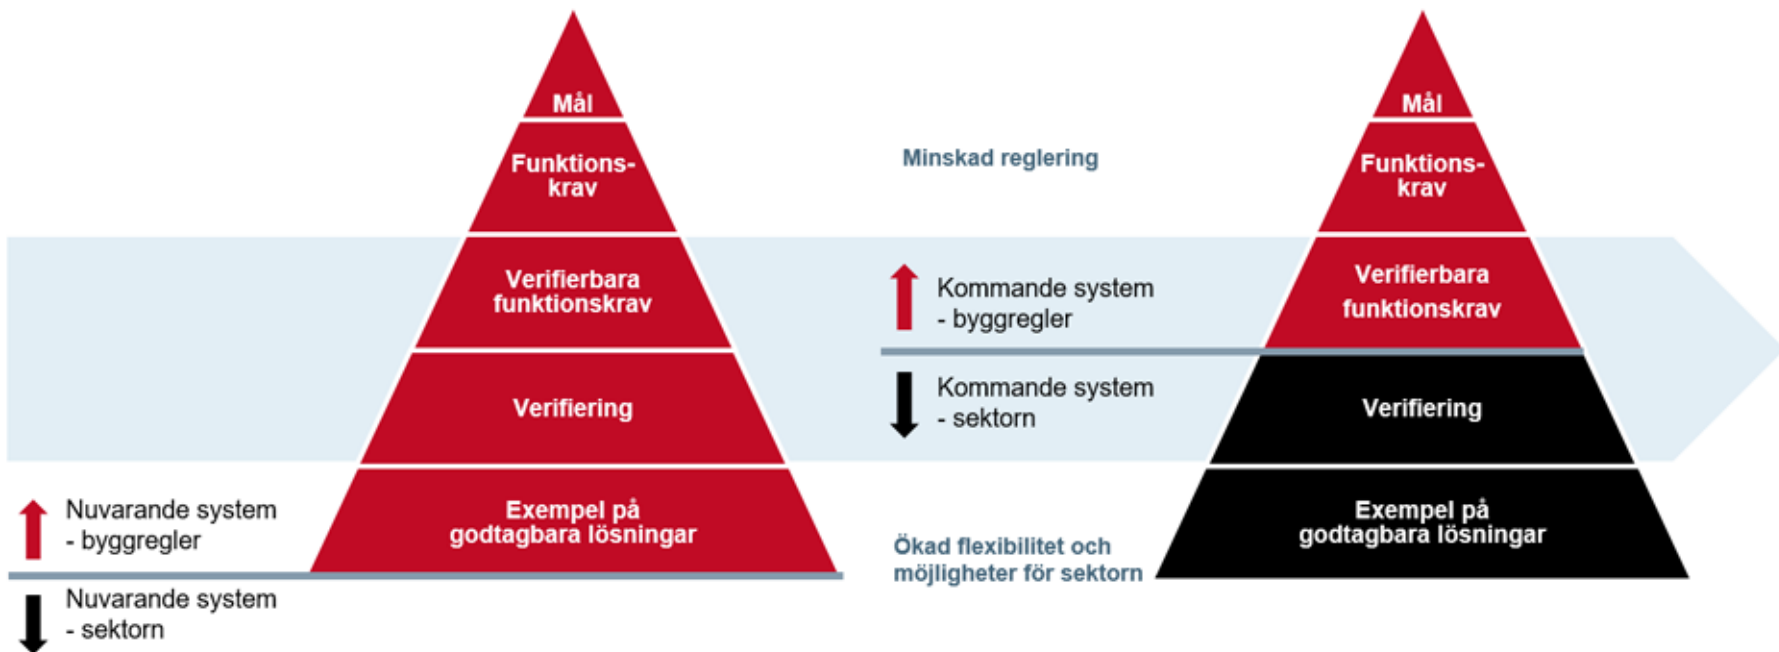 Mål
Funktions-
krav
Verifierbara
funktionskrav
Verifiering
Exempel på
godtagbara lösningar
Nuvarande system
- byggregler
Nuvarande system
- sektorn
Minskad reglering
Kommande system
- byggregler
Kommande system
- sektorn
Ökad flexibilitet och
möjligheter för sektorn
Mål
Funktions-
krav
Verifierbara
funktionskrav
Verifiering
Exempel på
godtagbara lösningar